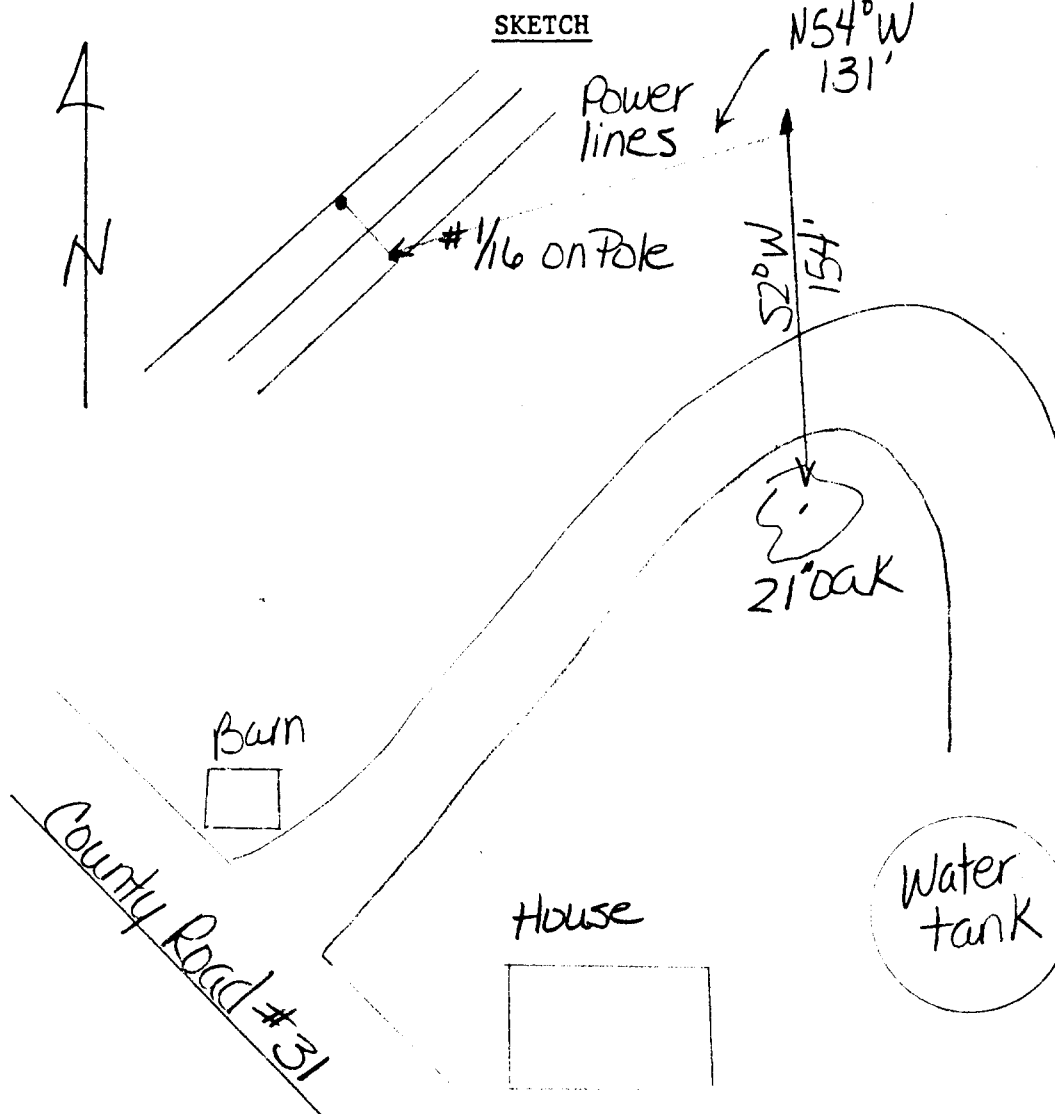 SKETCH
N54°W
131'
Power
lines
N
#1/16 on Pole
S2°W
154'
21"oak
Barn
County Road #31
House
Water
tank